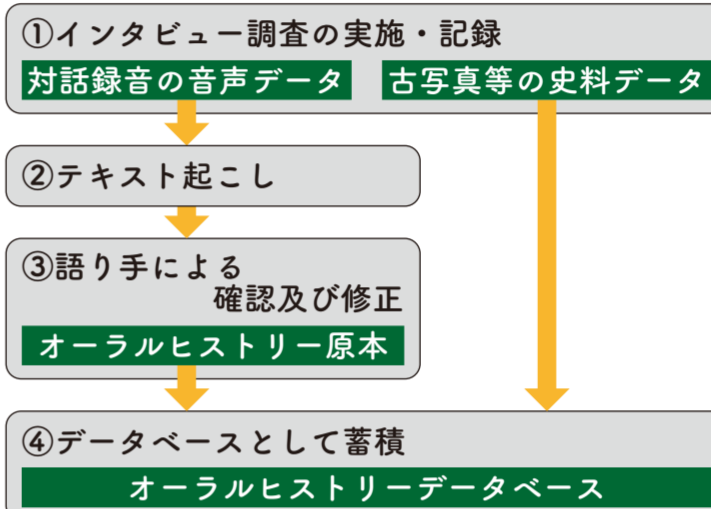 ①インタビュー調査の実施・記録
対話録音の音声データ
古写真等の史料データ
②テキスト起こし
③語り手による
確認及び修正
オーラルヒストリー原本
④データベースとして蓄積
オーラルヒストリーデータベース